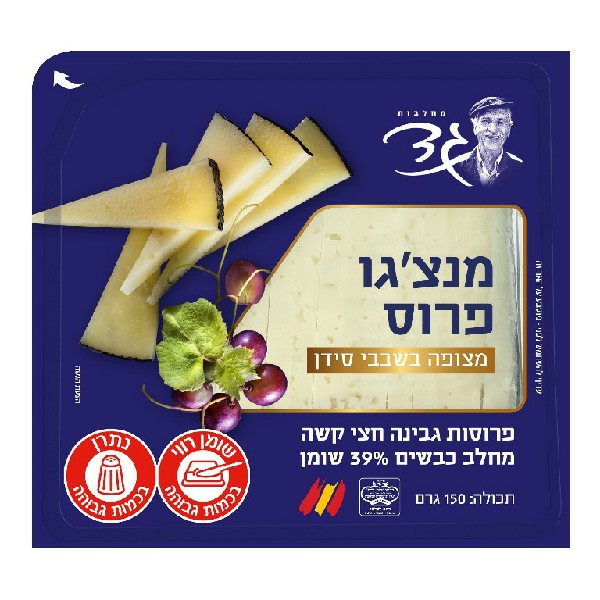 מחלבות
גד
מנצ'גו
פרוס
מצופה בשבבי סידן
פרוסות גבינה חצי קשה
מחלב כבשים 39% שומן
תכולה: 150 גרם
נתרן
בכמות גבוהה
שומן רווי
בכמות גבוהה